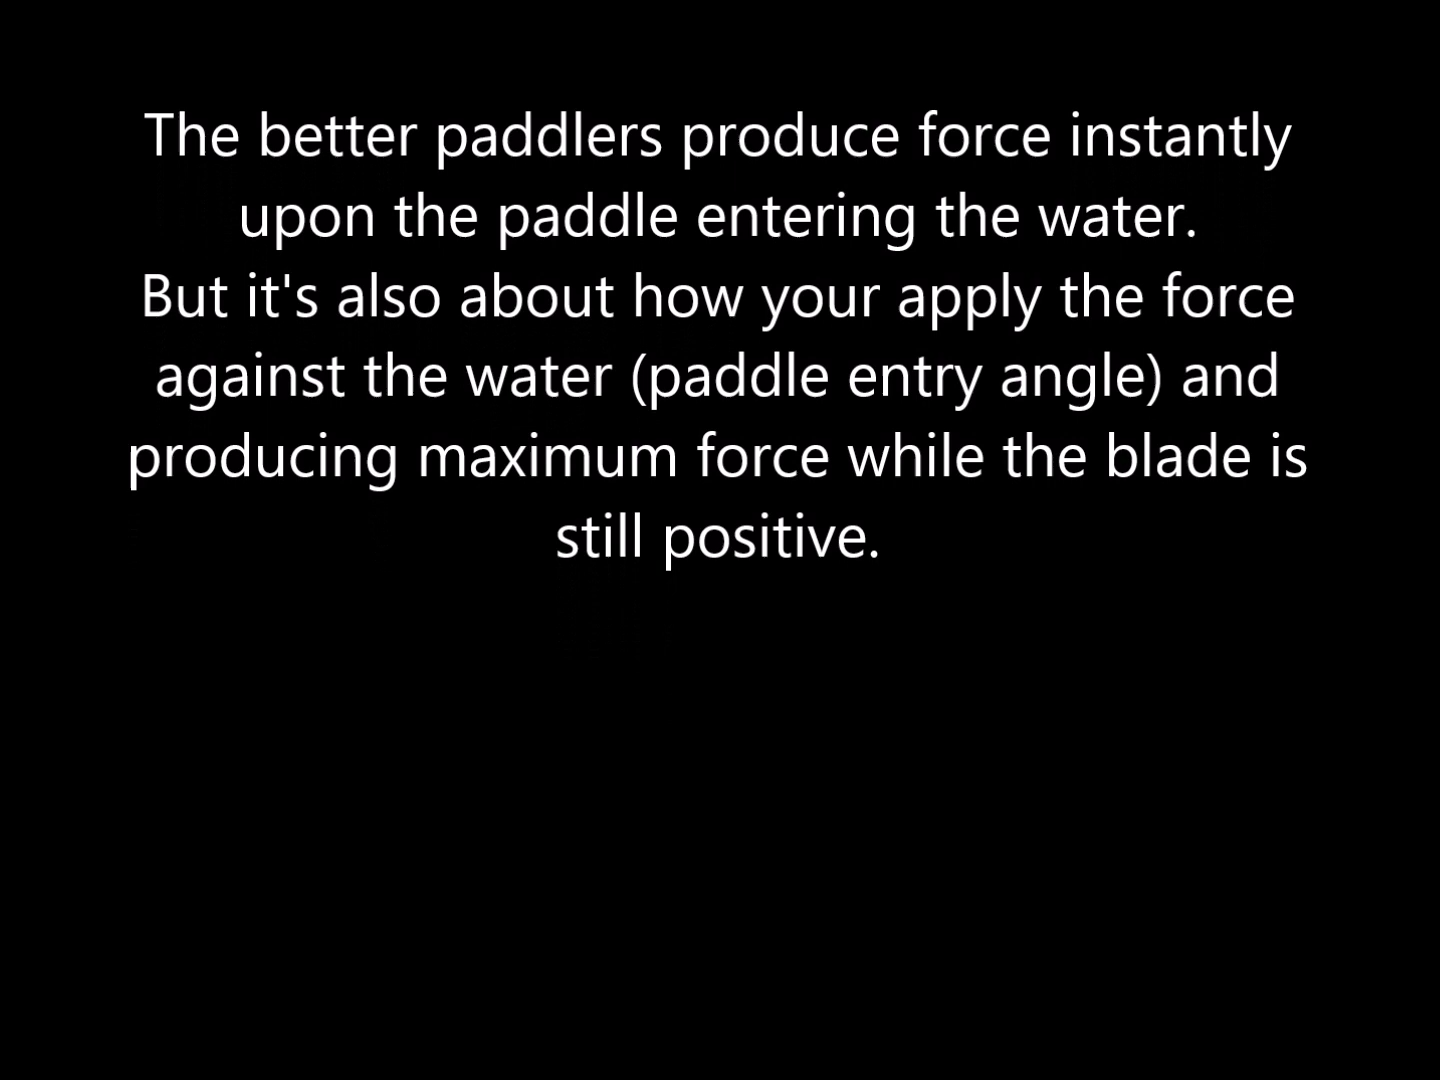 The better paddlers produce force instantly
upon the paddle entering the water.
But it's also about how your apply the force
against the water (paddle entry angle) and
producing maximum force while the blade is
still positive.